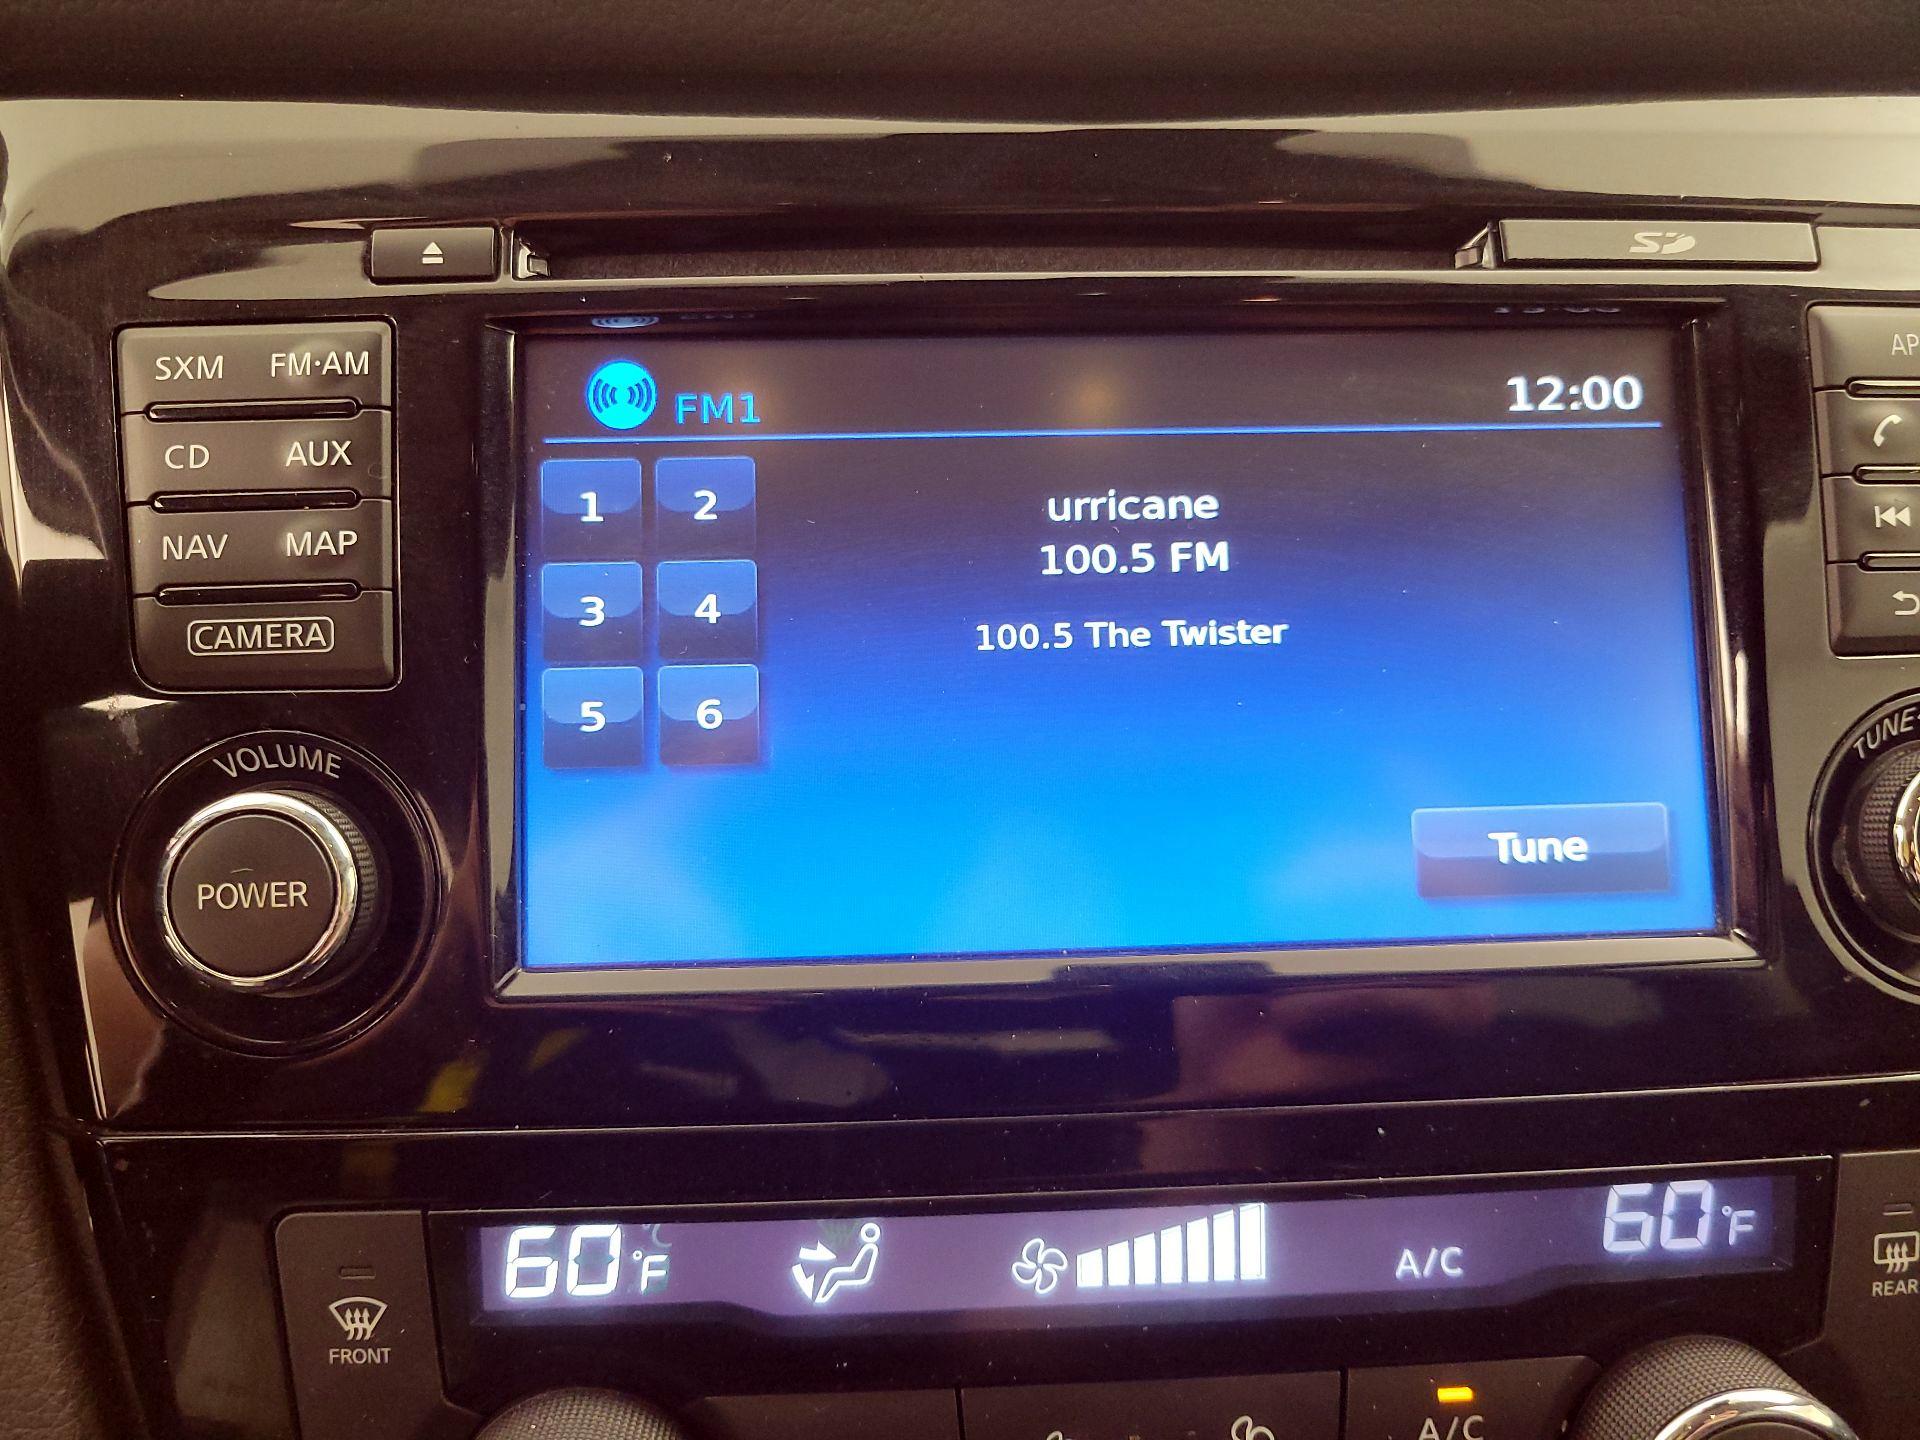 SD
SXM FM·AM
AP
CD AUX
NAV MAP
CAMERA
FM1 12:00
1 2
3 4
5 6
urricane
100.5 FM
100.5 The Twister
Tune
VOLUME
POWER
TUNE
60°F A/C 60°F
FRONT
REAR
A/C